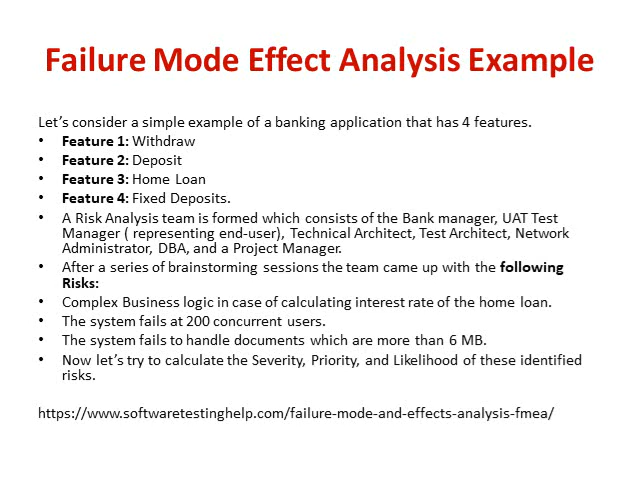 Failure Mode Effect Analysis Example
Let's consider a simple example of a banking application that has 4 features.
• Feature 1: Withdraw
• Feature 2: Deposit
• Feature 3: Home Loan
• Feature 4: Fixed Deposits.
• A Risk Analysis team is formed which consists of the Bank manager, UAT Test
Manager ( representing end-user), Technical Architect, Test Architect, Network
Administrator, DBA, and a Project Manager.
• After a series of brainstorming sessions the team came up with the following
Risks:
• Complex Business logic in case of calculating interest rate of the home loan.
• The system fails at 200 concurrent users.
• The system fails to handle documents which are more than 6 MB.
• Now let's try to calculate the Severity, Priority, and Likelihood of these identified
risks.
https://www.softwaretestinghelp.com/failure-mode-and-effects-analysis-fmea/